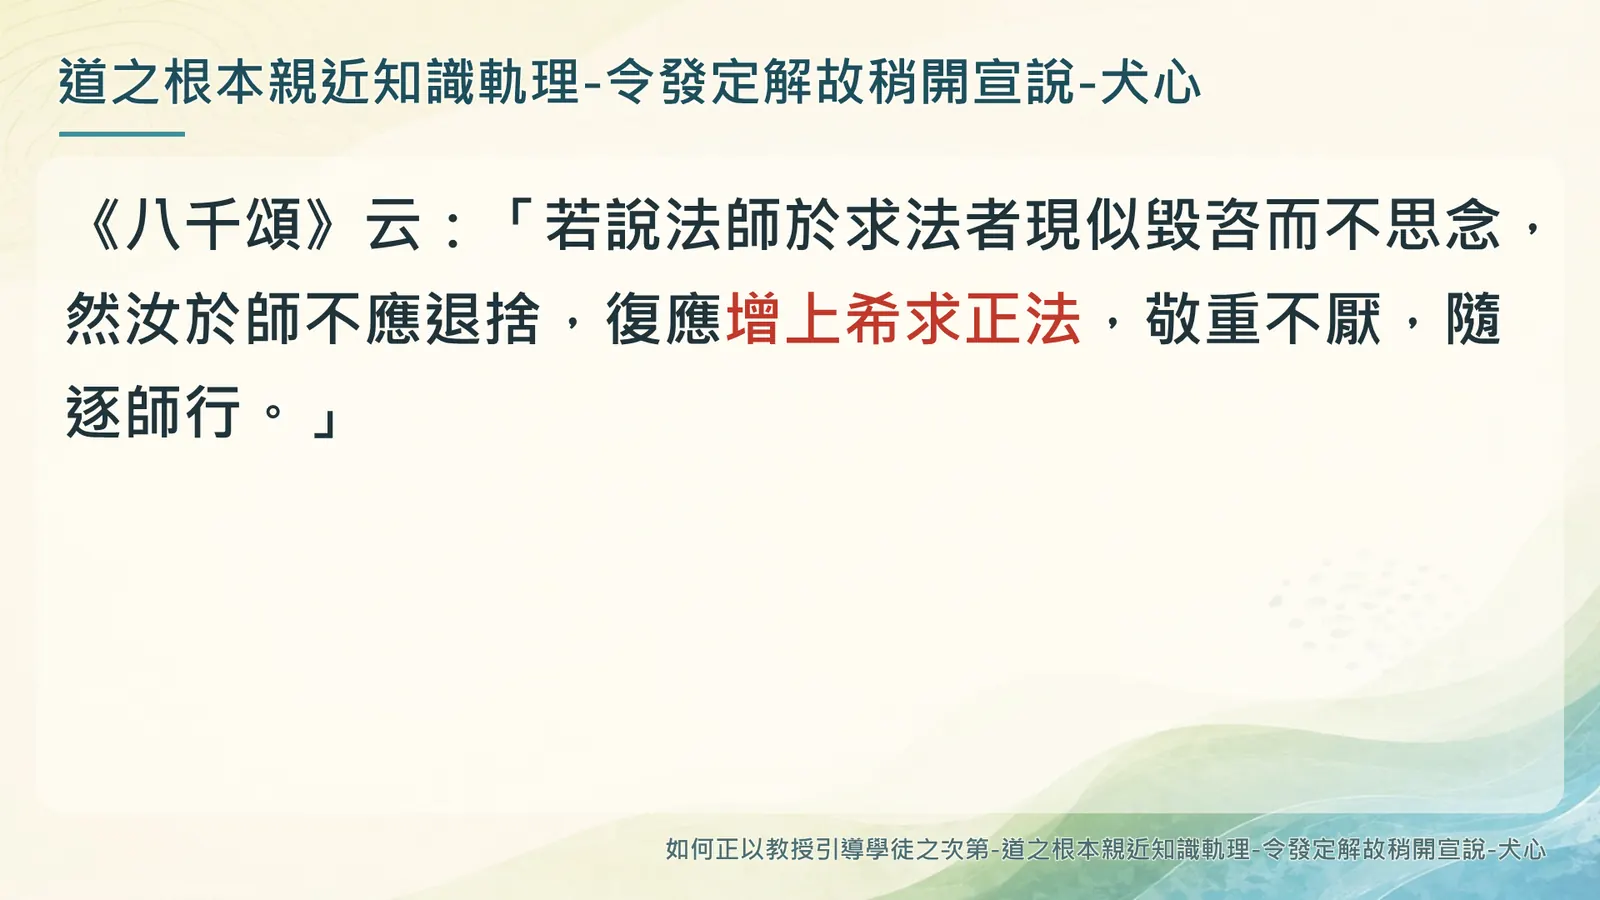 道之根本親近知識軌理-令發定解故稍開宣說-犬心
《八千頌》云：「若說法師於求法者現似毀咨而不思念，
然汝於師不應退捨，復應增上希求正法，敬重不厭，隨
逐師行。」
如何正以教授引導學徒之次第-道之根本親近知識軌理-令發定解故稍開宣說-犬心